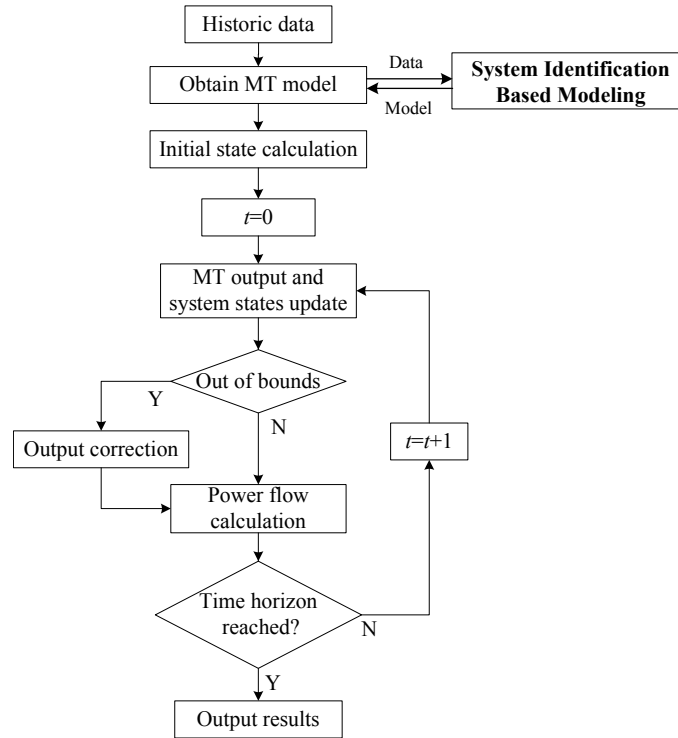 Historic data
Data
System Identification
Obtain MT model
Based Modeling
Model
Initial state calculation
t=0
MT output and
system states update
Out of bounds
Y
N
Output correction
t=t+1
Power flow
calculation
Time horizon
reached?
N
Y
Output results